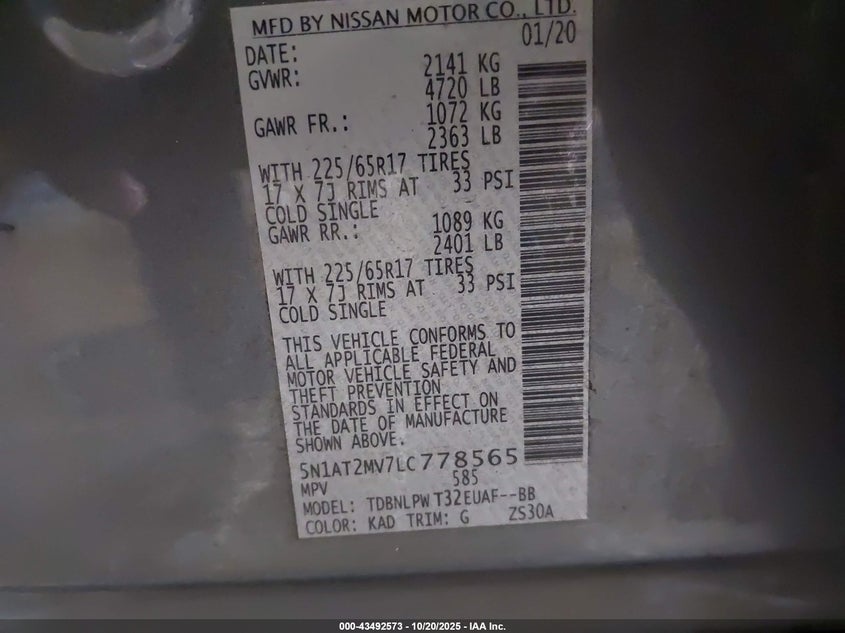 MFD BY NISSAN MOTOR CO., LTD.
DATE: 01/20
GVWR: 2141 KG
4720 LB
GAWR FR.: 1072 KG
2363 LB
WITH 225/65R17 TIRES
17 X 7J RIMS AT 33 PSI
COLD SINGLE
GAWR RR.: 1089 KG
2401 LB
WITH 225/65R17 TIRES
17 X 7J RIMS AT 33 PSI
COLD SINGLE
THIS VEHICLE CONFORMS TO
ALL APPLICABLE FEDERAL
MOTOR VEHICLE SAFETY AND
THEFT PREVENTION
STANDARDS IN EFFECT ON
THE DATE OF MANUFACTURE
SHOWN ABOVE.
5N1AT2MV7LC778565
MPV 585
MODEL: TDBNLPW T32EUAF--BB
COLOR: KAD TRIM: G ZS30A
000-43492573 - 10/20/2025 - IAA Inc.